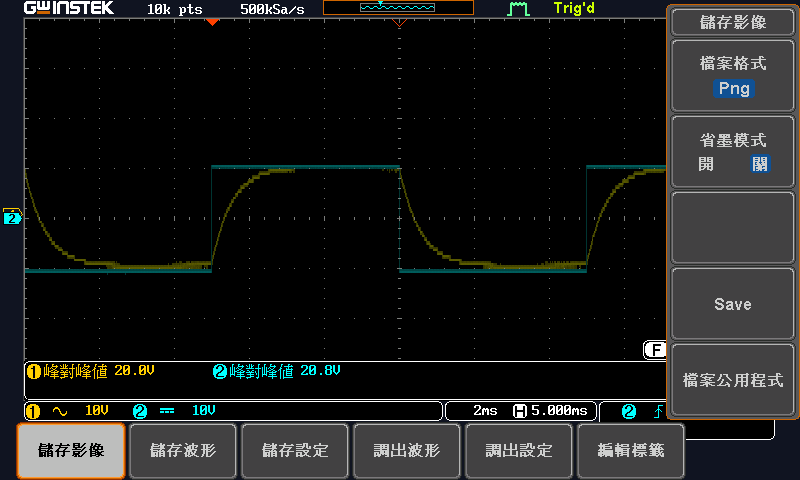 GWINSTEK 10k pts 500kSa/s Trig'd
儲存影像
檔案格式
Png
省墨模式
開 關
2
Save
F
①峰對峰值 20.0V ②峰對峰值 20.8V
檔案公用程式
① 10V ② 10V 2ms H 5.000ms ②
儲存影像 儲存波形 儲存設定 調出波形 調出設定 編輯標籤